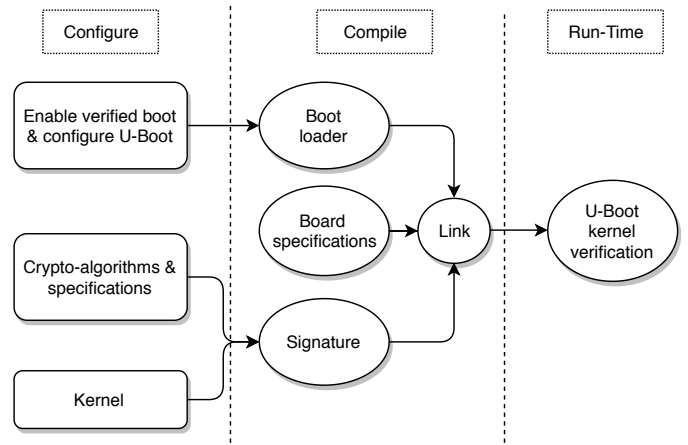 Configure
Compile
Run-Time
Enable verified boot
& configure U-Boot
Boot
loader
Board
specifications
Link
U-Boot
kernel
verification
Crypto-algorithms &
specifications
Signature
Kernel